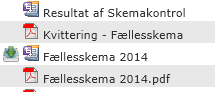 Resultat af Skemakontrol
Kvittering - Fællesskema
Fællesskema 2014
Fællesskema 2014.pdf